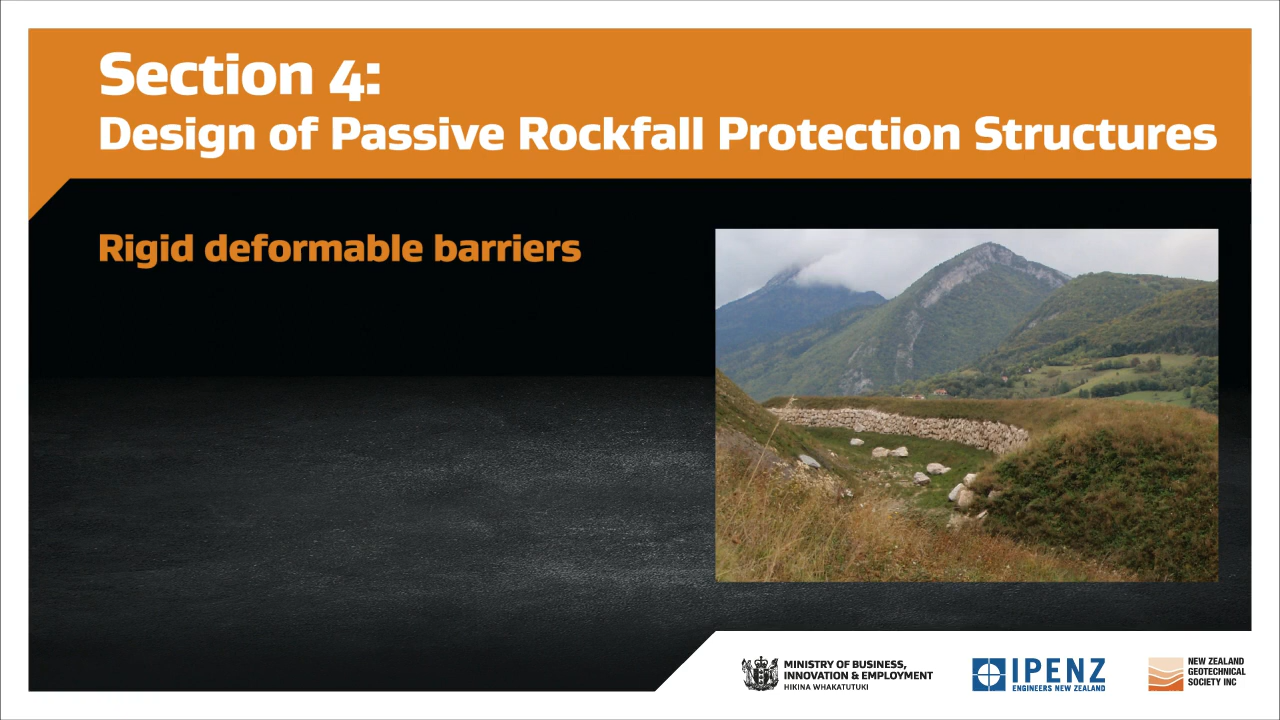 Section 4:
Design of Passive Rockfall Protection Structures
Rigid deformable barriers
MINISTRY OF BUSINESS,
INNOVATION & EMPLOYMENT
HIKINA WHAKATUTUKI
IPENZ
ENGINEERS NEW ZEALAND
NEW ZEALAND
GEOTECHNICAL
SOCIETY INC